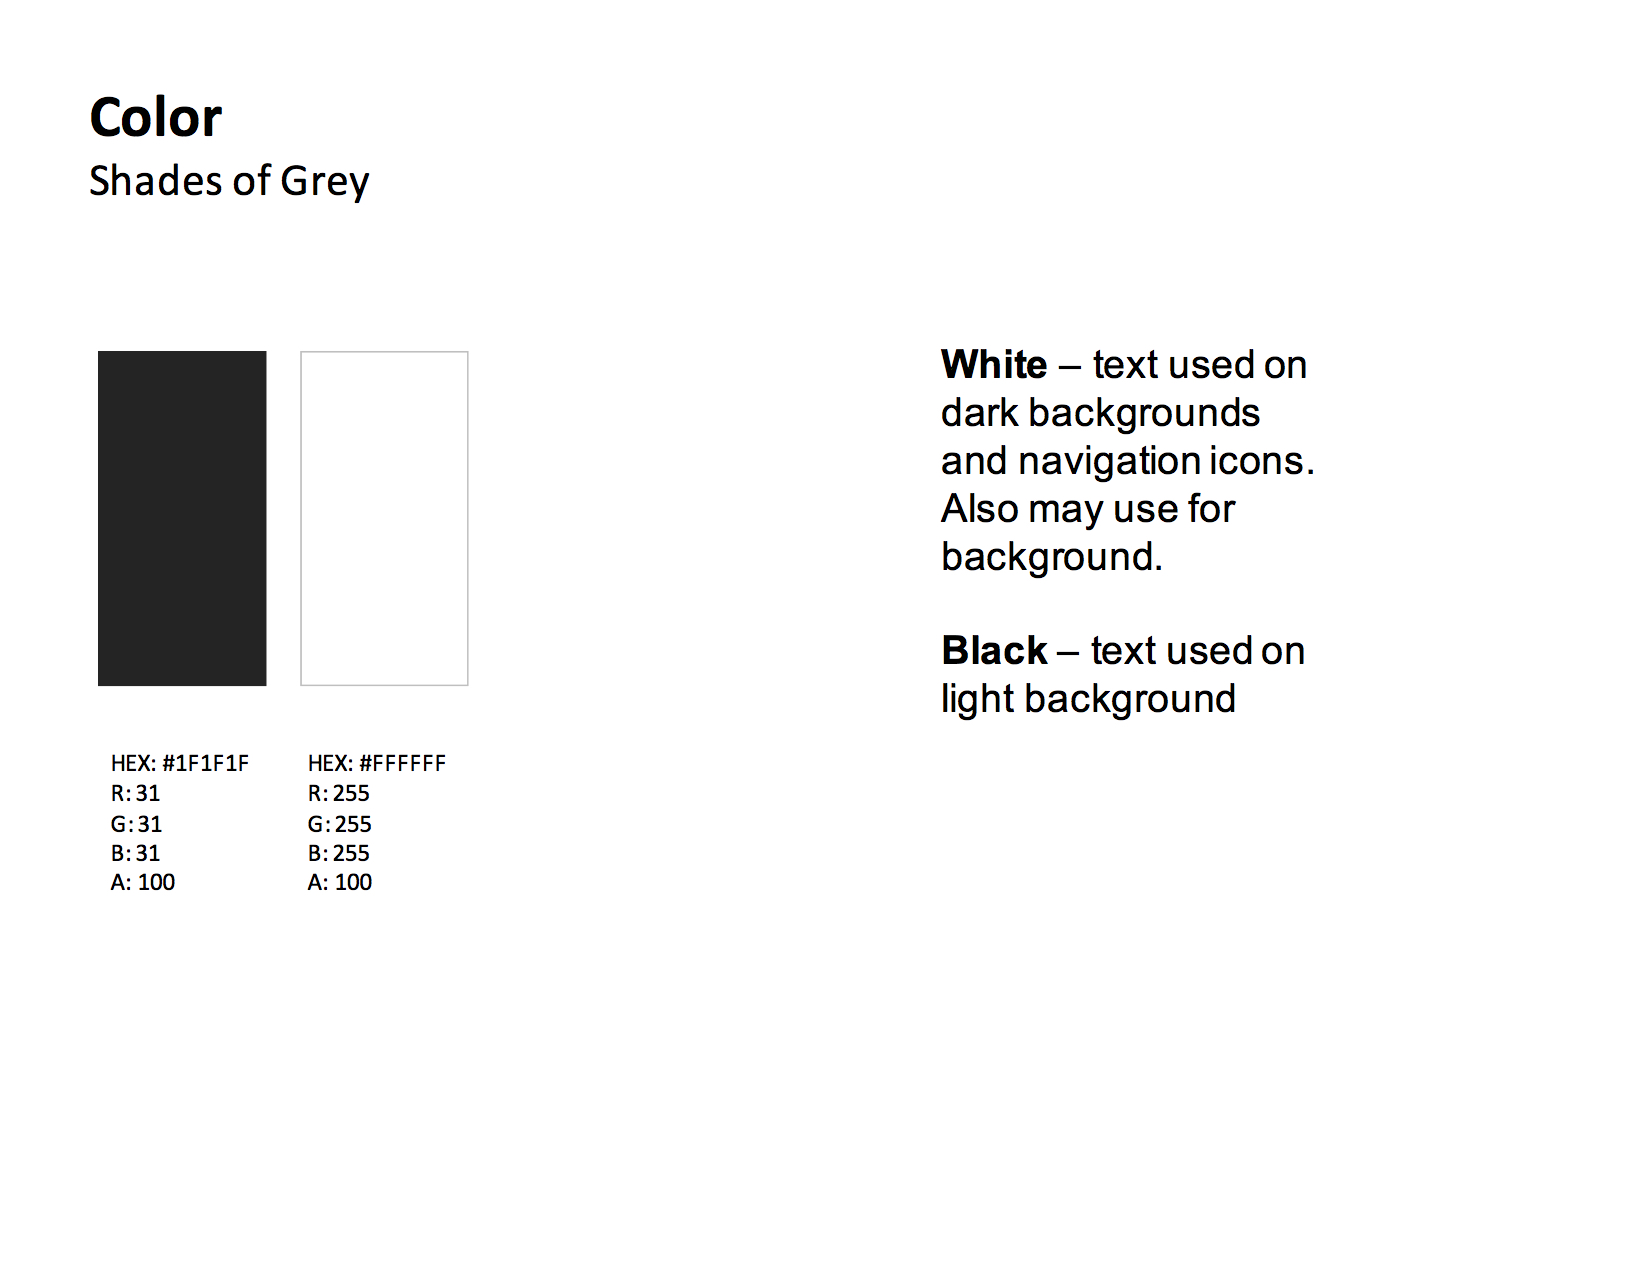 Color
Shades of Grey
White – text used on
dark backgrounds
and navigation icons.
Also may use for
background.
Black – text used on
light background
HEX: #1F1F1F
R: 31
G: 31
B: 31
A: 100
HEX: #FFFFFF
R: 255
G: 255
B: 255
A: 100